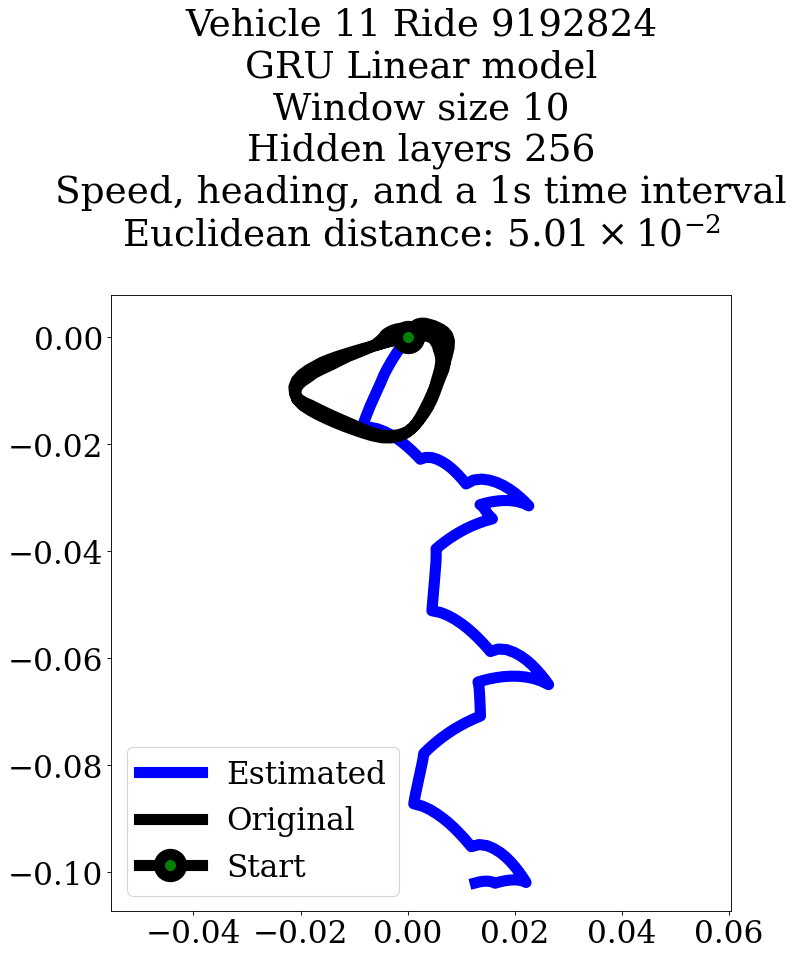 Vehicle 11 Ride 9192824
GRU Linear model
Window size 10
Hidden layers 256
Speed, heading, and a 1s time interval
Euclidean distance: 5.01 × 10⁻²
0.00
−0.02
−0.04
−0.06
−0.08
−0.10
Estimated
Original
Start
−0.04 −0.02 0.00 0.02 0.04 0.06